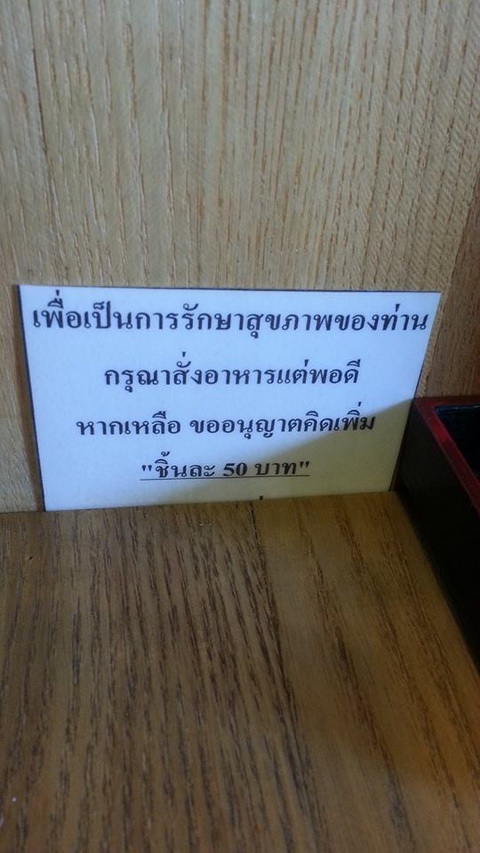 เพื่อเป็นการรักษาสุขภาพของท่าน
กรุณาสั่งอาหารแต่พอดี
หากเหลือ ขออนุญาตคิดเพิ่ม
"ชิ้นละ 50 บาท"